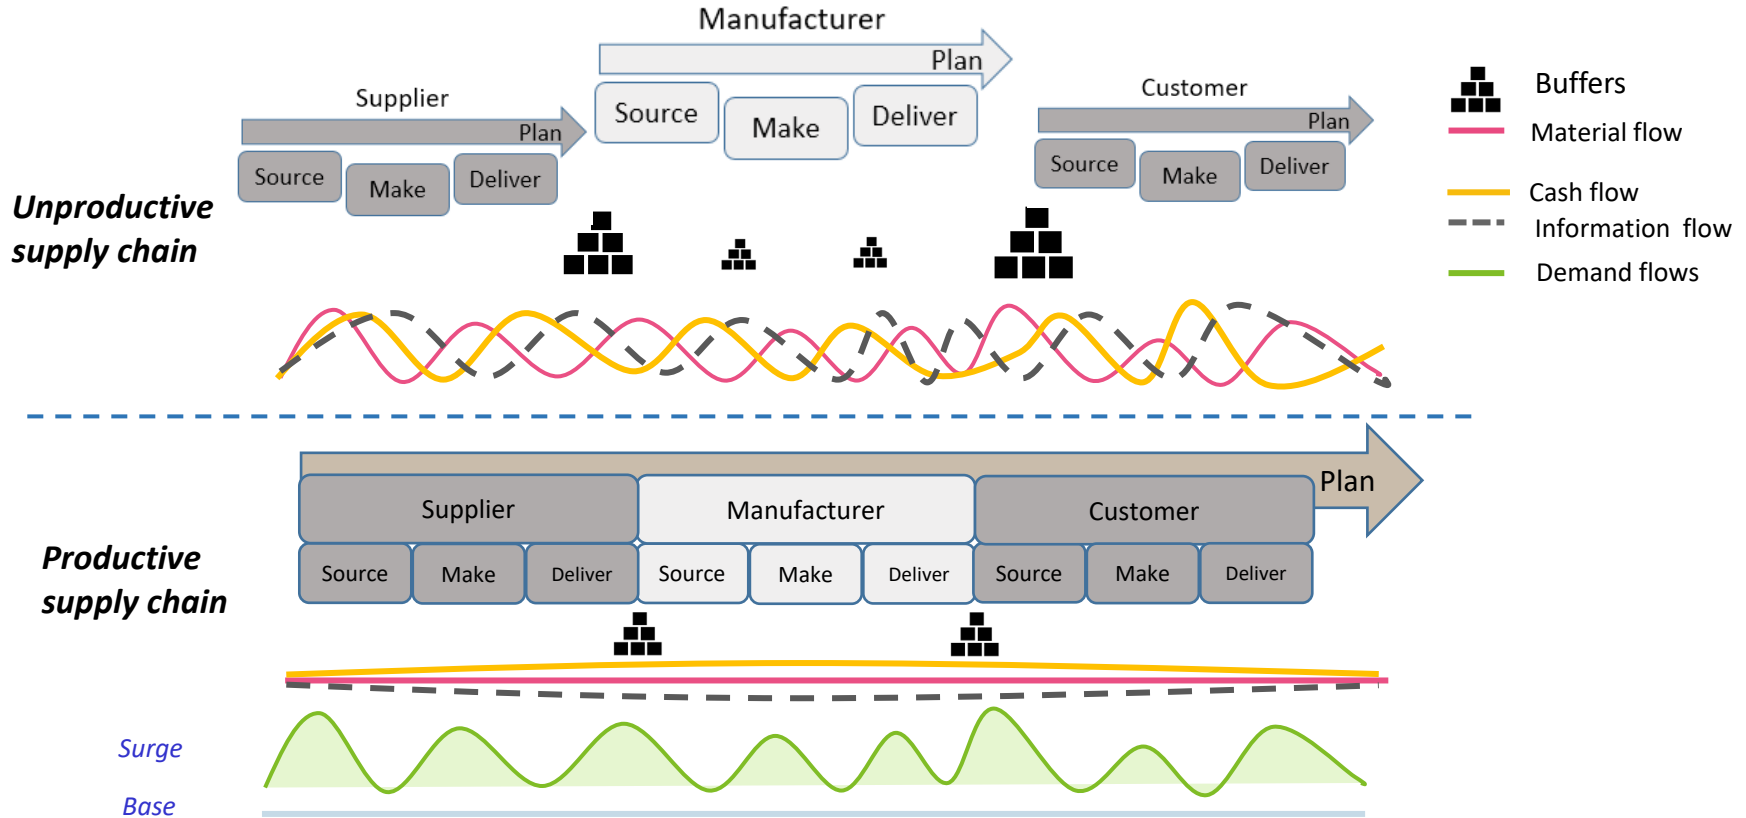 Manufacturer
Plan
Source
Make
Deliver
Supplier
Plan
Source
Make
Deliver
Customer
Plan
Source
Make
Deliver
Buffers
Material flow
Cash flow
Information flow
Demand flows
Unproductive
supply chain
Plan
Supplier
Manufacturer
Customer
Source
Make
Deliver
Source
Make
Deliver
Source
Make
Deliver
Productive
supply chain
Surge
Base